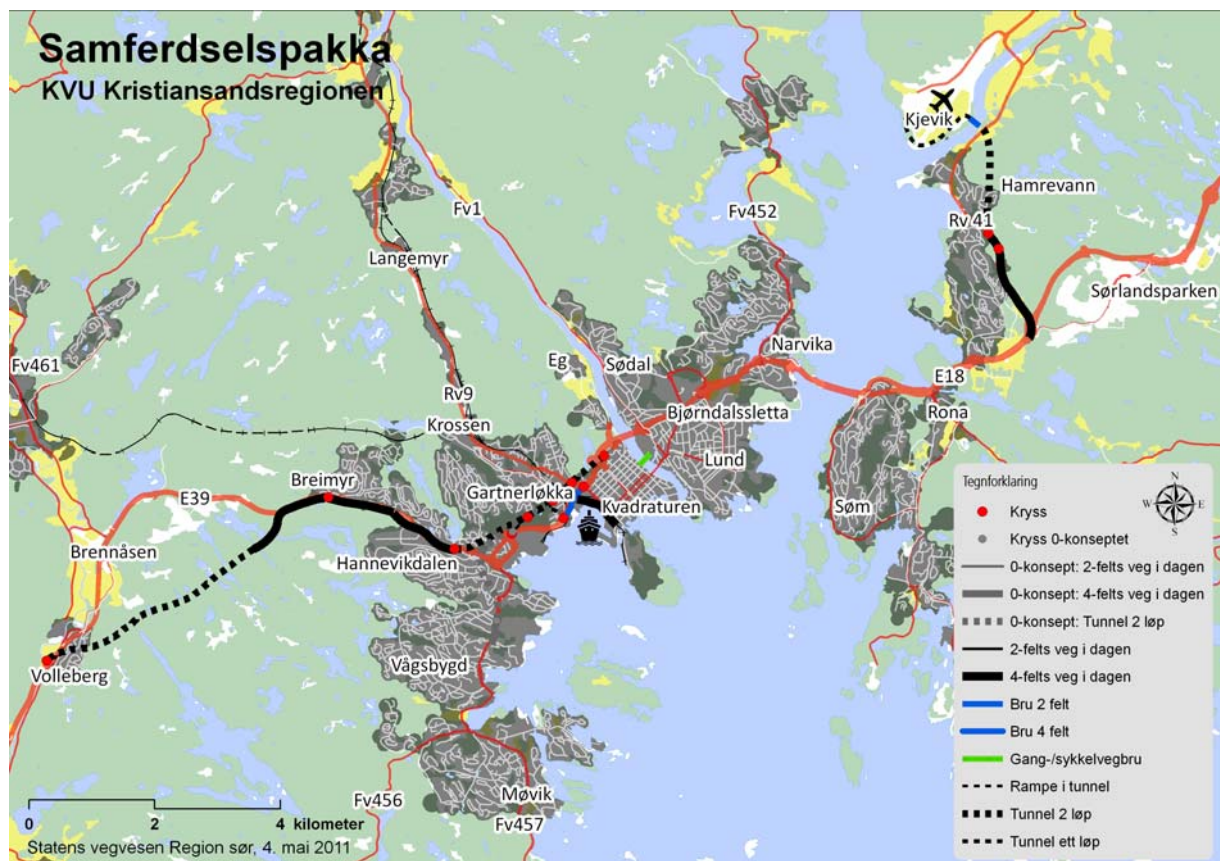 Samferdselspakka
KVU Kristiansandsregionen
Kjevik
Hamrevann
Fv1
Fv452
Rv 41
Langemyr
Sørlandsparken
Fv461
Eg
Sødal
Narvika
E18
Rv9
Bjørndalssletta
Rona
Krossen
Lund
Breimyr
Gartnerløkka
E39
Kvadraturen
Søm
Brennåsen
Hannevikdalen
Vågsbygd
Volleberg
Møvik
Fv456
Fv457
0 2 4 kilometer
Statens vegvesen Region sør, 4. mai 2011
Tegnforklaring
N
W E
S
Kryss
Kryss 0-konseptet
0-konsept: 2-felts veg i dagen
0-konsept: 4-felts veg i dagen
0-konsept: Tunnel 2 løp
2-felts veg i dagen
4-felts veg i dagen
Bru 2 felt
Bru 4 felt
Gang-/sykkelvegbru
Rampe i tunnel
Tunnel 2 løp
Tunnel ett løp